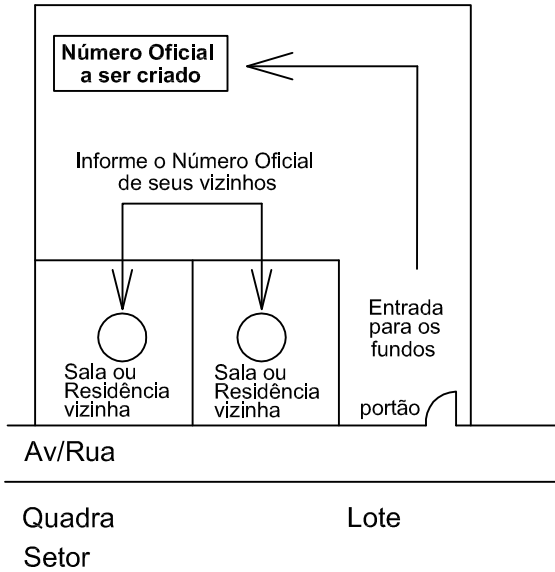 Número Oficial
a ser criado
Informe o Número Oficial
de seus vizinhos
Entrada
para os
fundos
Sala ou
Residência
vizinha
Sala ou
Residência
vizinha
portão
Av/Rua
Quadra
Lote
Setor